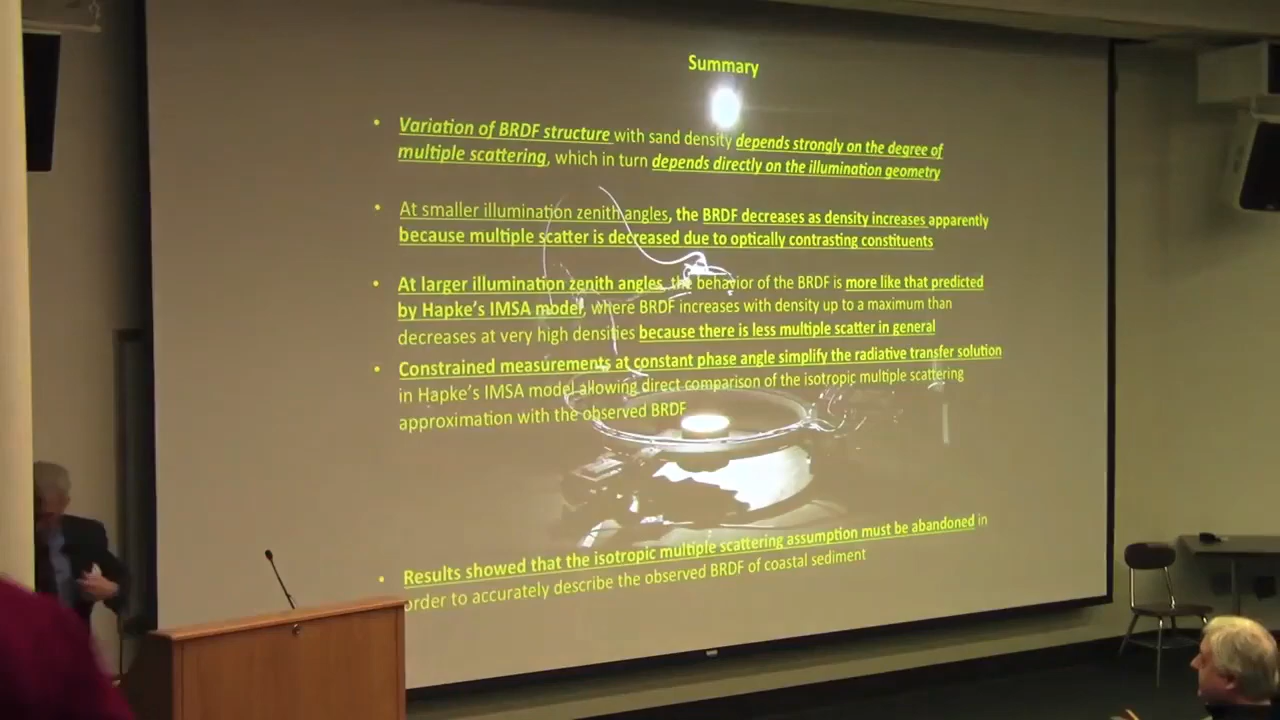 Summary
• Variation of BRDF structure with sand density depends strongly on the degree of
multiple scattering, which in turn depends directly on the illumination geometry
• At smaller illumination zenith angles, the BRDF decreases as density increases apparently
because multiple scatter is decreased due to optically contrasting constituents
• At larger illumination zenith angles, the behavior of the BRDF is more like that predicted
by Hapke's IMSA model, where BRDF increases with density up to a maximum than
decreases at very high densities because there is less multiple scatter in general
• Constrained measurements at constant phase angle simplify the radiative transfer solution
in Hapke's IMSA model allowing direct comparison of the isotropic multiple scattering
approximation with the observed BRDF
• Results showed that the isotropic multiple scattering assumption must be abandoned in
order to accurately describe the observed BRDF of coastal sediment